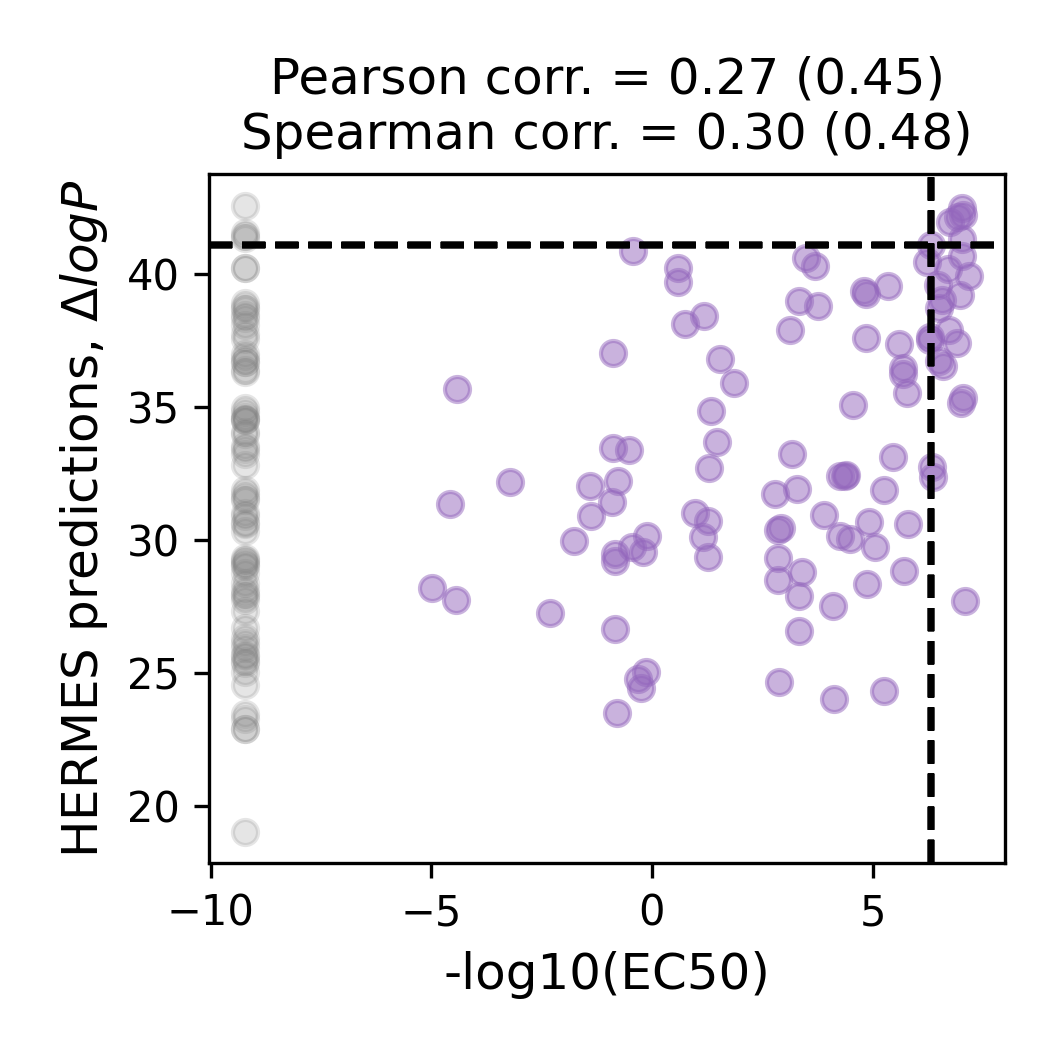 Pearson corr. = 0.27 (0.45)
Spearman corr. = 0.30 (0.48)
HERMES predictions, ΔlogP
40
35
30
25
20
−10
−5
0
5
-log10(EC50)